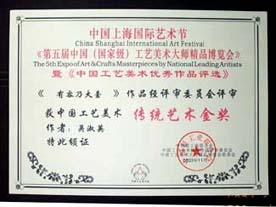 中国上海国际艺术节
China Shanghai International Art Festival
《第五届中国（国家级）工艺美术大师精品博览会》
The 5th Expo of Art & Crafts Masterpieces by National Leading Artists
暨《中国工艺美术优秀作品评选》
《有容乃大壶》作品经评审委员会评审
获中国工艺美术 传统艺术金奖
作者：吴淑英
特此颁证